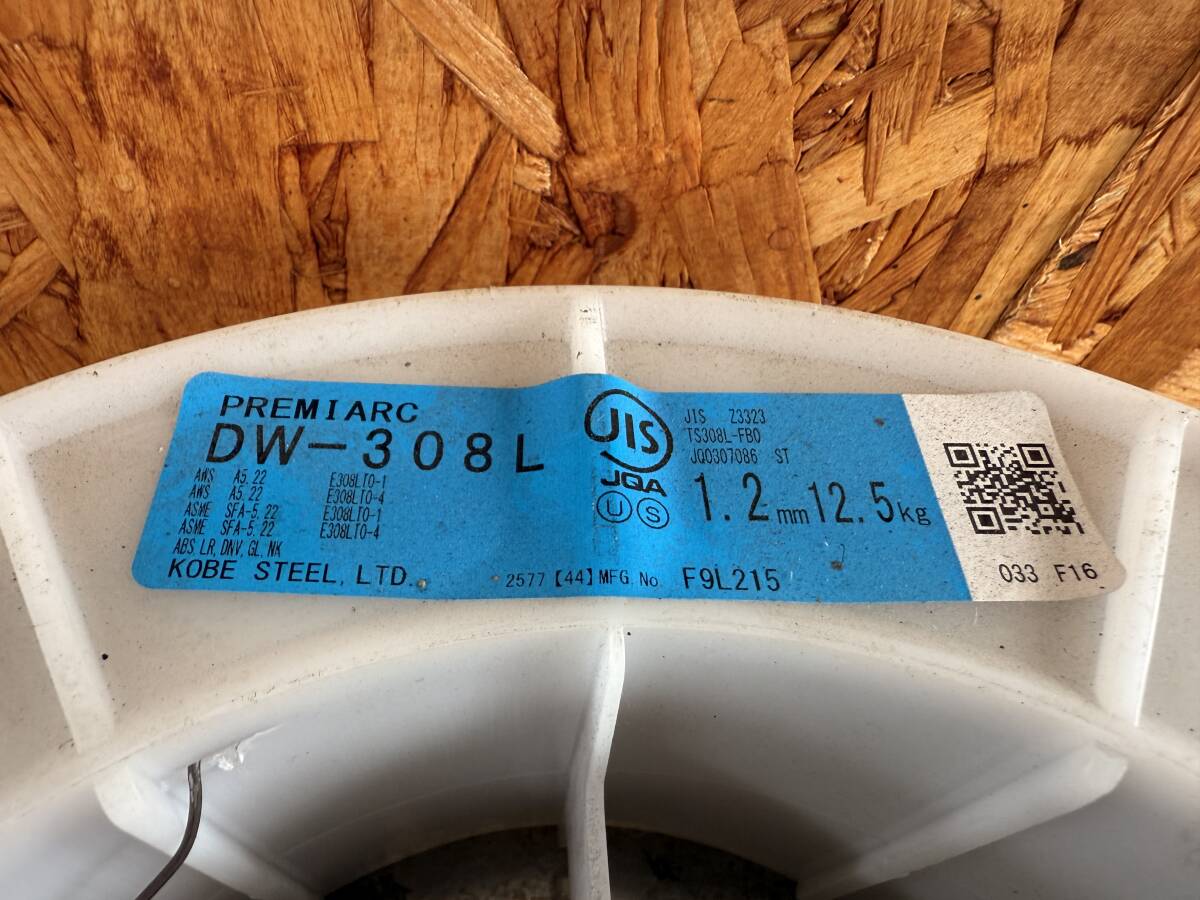 PREMIARC
DW-308L
AWS A5.22 E308LT0-1
AWS A5.22 E308LT0-4
ASME SFA-5.22 E308LT0-1
ASME SFA-5.22 E308LT0-4
ABS, LR, DNV, GL, NK
KOBE STEEL, LTD.
JIS
JQA
U S
JIS Z3323
TS308L-FB0
JQ0307086 ST
1.2mm 12.5kg
2577 【44】 MFG. No. F9L215
033 F16